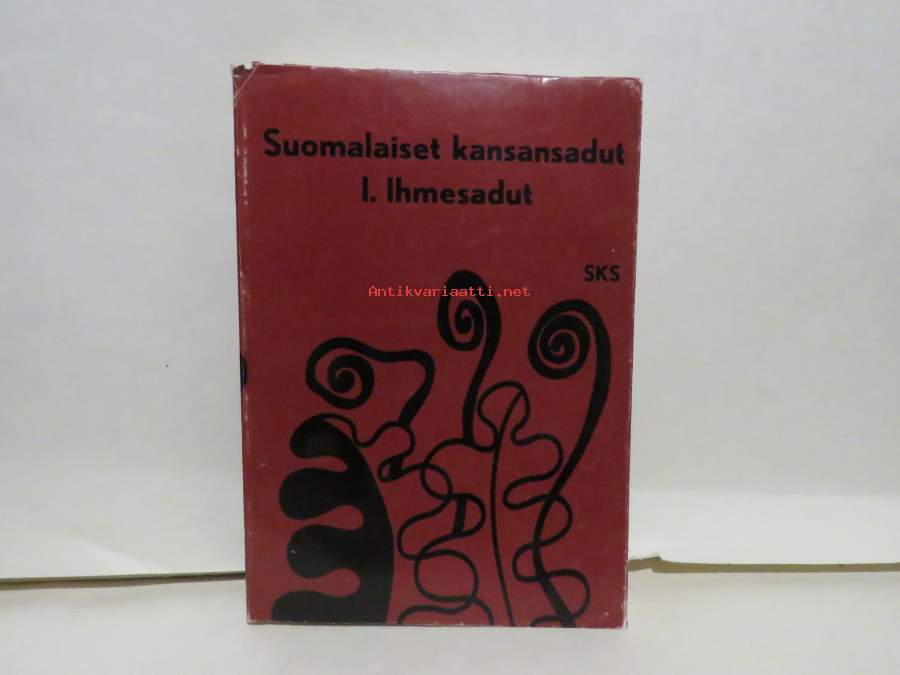 Suomalaiset kansansadut
I. Ihmesadut
SKS
Antikvariaatti.net